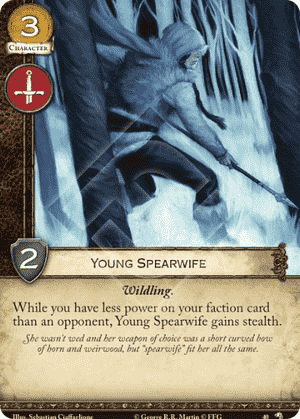 3
CHARACTER
2
YOUNG SPEARWIFE
Wildling.
While you have less power on your faction card
than an opponent, Young Spearwife gains stealth.
She wasn't wed and her weapon of choice was a short curved bow
of horn and weirwood, but "spearwife" fit her all the same.
Illus. Sebastian Ciaffaglione © George R.R. Martin © FFG 40